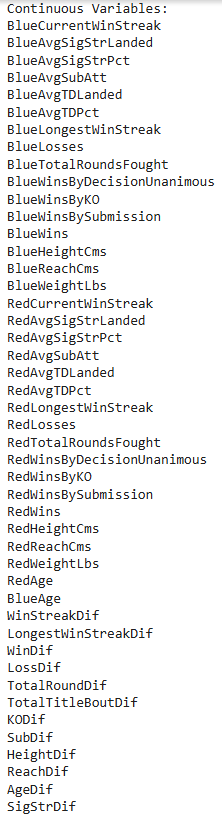 Continuous Variables:
BlueCurrentWinStreak
BlueAvgSigStrLanded
BlueAvgSigStrPct
BlueAvgSubAtt
BlueAvgTDLanded
BlueAvgTDPct
BlueLongestWinStreak
BlueLosses
BlueTotalRoundsFought
BlueWinsByDecisionUnanimous
BlueWinsByKO
BlueWinsBySubmission
BlueWins
BlueHeightCms
BlueReachCms
BlueWeightLbs
RedCurrentWinStreak
RedAvgSigStrLanded
RedAvgSigStrPct
RedAvgSubAtt
RedAvgTDLanded
RedAvgTDPct
RedLongestWinStreak
RedLosses
RedTotalRoundsFought
RedWinsByDecisionUnanimous
RedWinsByKO
RedWinsBySubmission
RedWins
RedHeightCms
RedReachCms
RedWeightLbs
RedAge
BlueAge
WinStreakDif
LongestWinStreakDif
WinDif
LossDif
TotalRoundDif
TotalTitleBoutDif
KODif
SubDif
HeightDif
ReachDif
AgeDif
SigStrDif